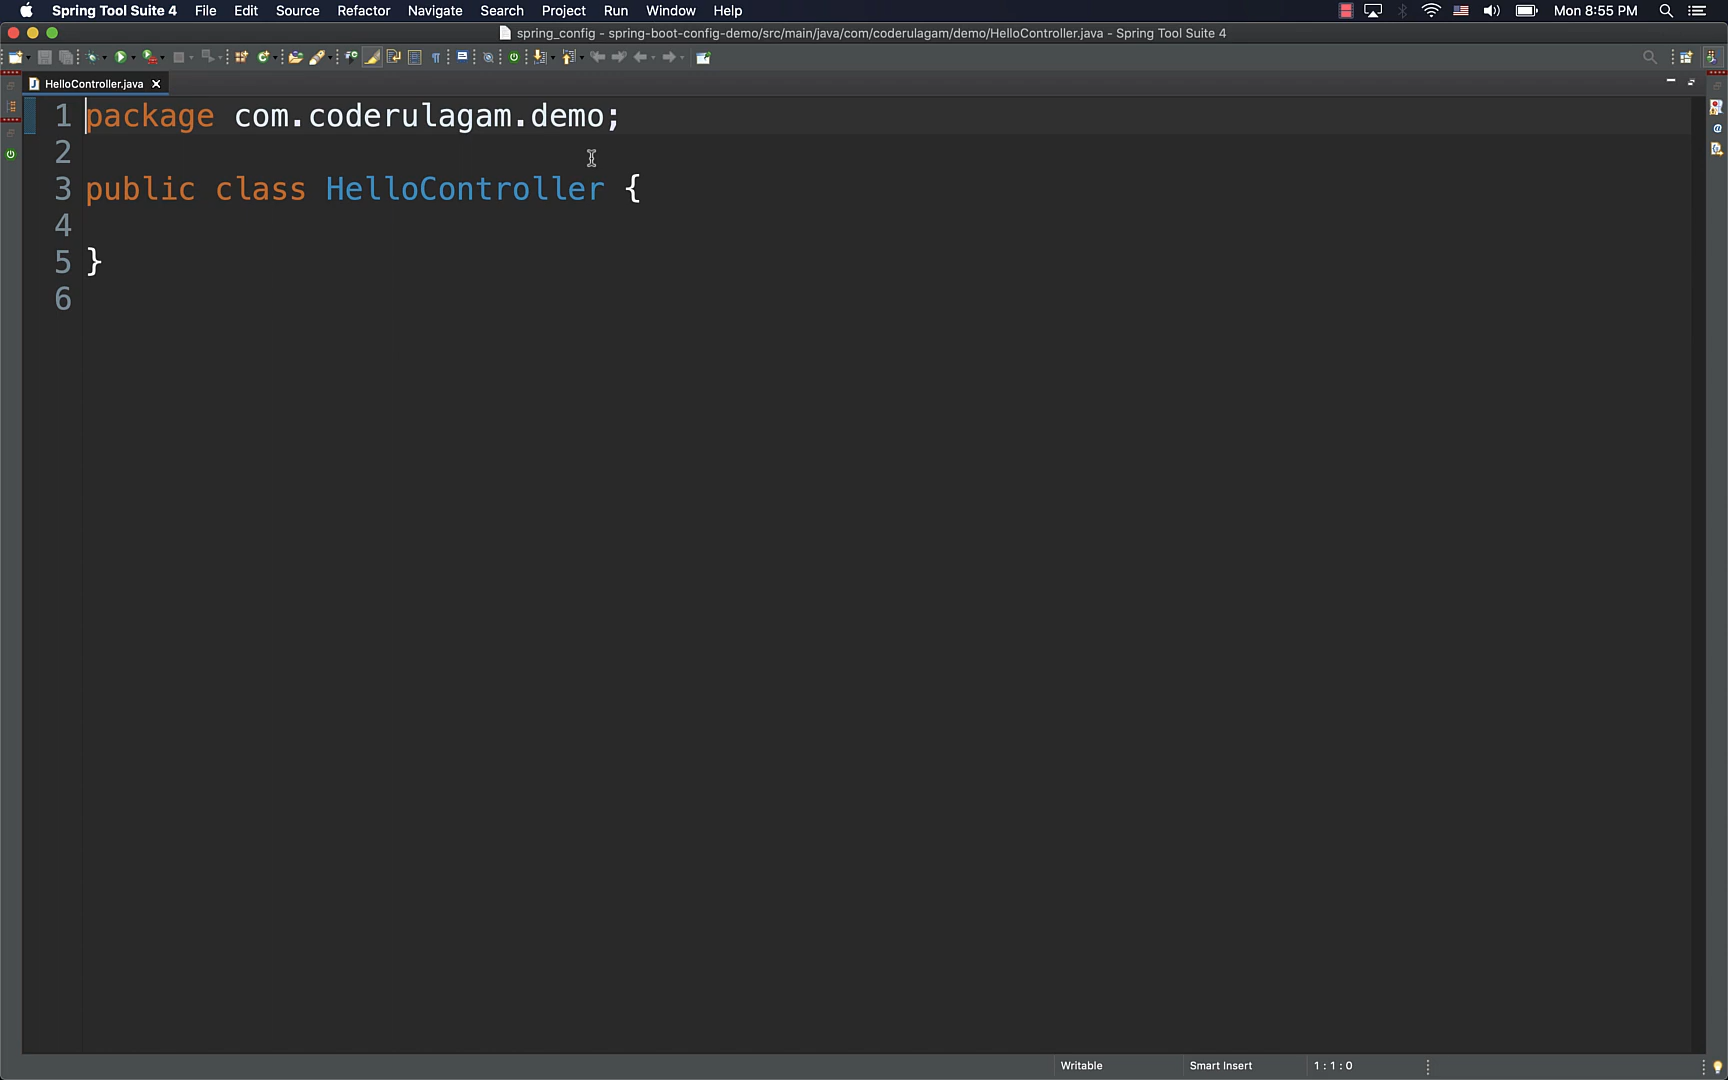 Spring Tool Suite 4 File Edit Source Refactor Navigate Search Project Run Window Help Mon 8:55 PM
spring_config - spring-boot-config-demo/src/main/java/com/coderulagam/demo/HelloController.java - Spring Tool Suite 4
HelloController.java
1 package com.coderulagam.demo;
2
3 public class HelloController {
4
5 }
6
Writable Smart Insert 1 : 1 : 0